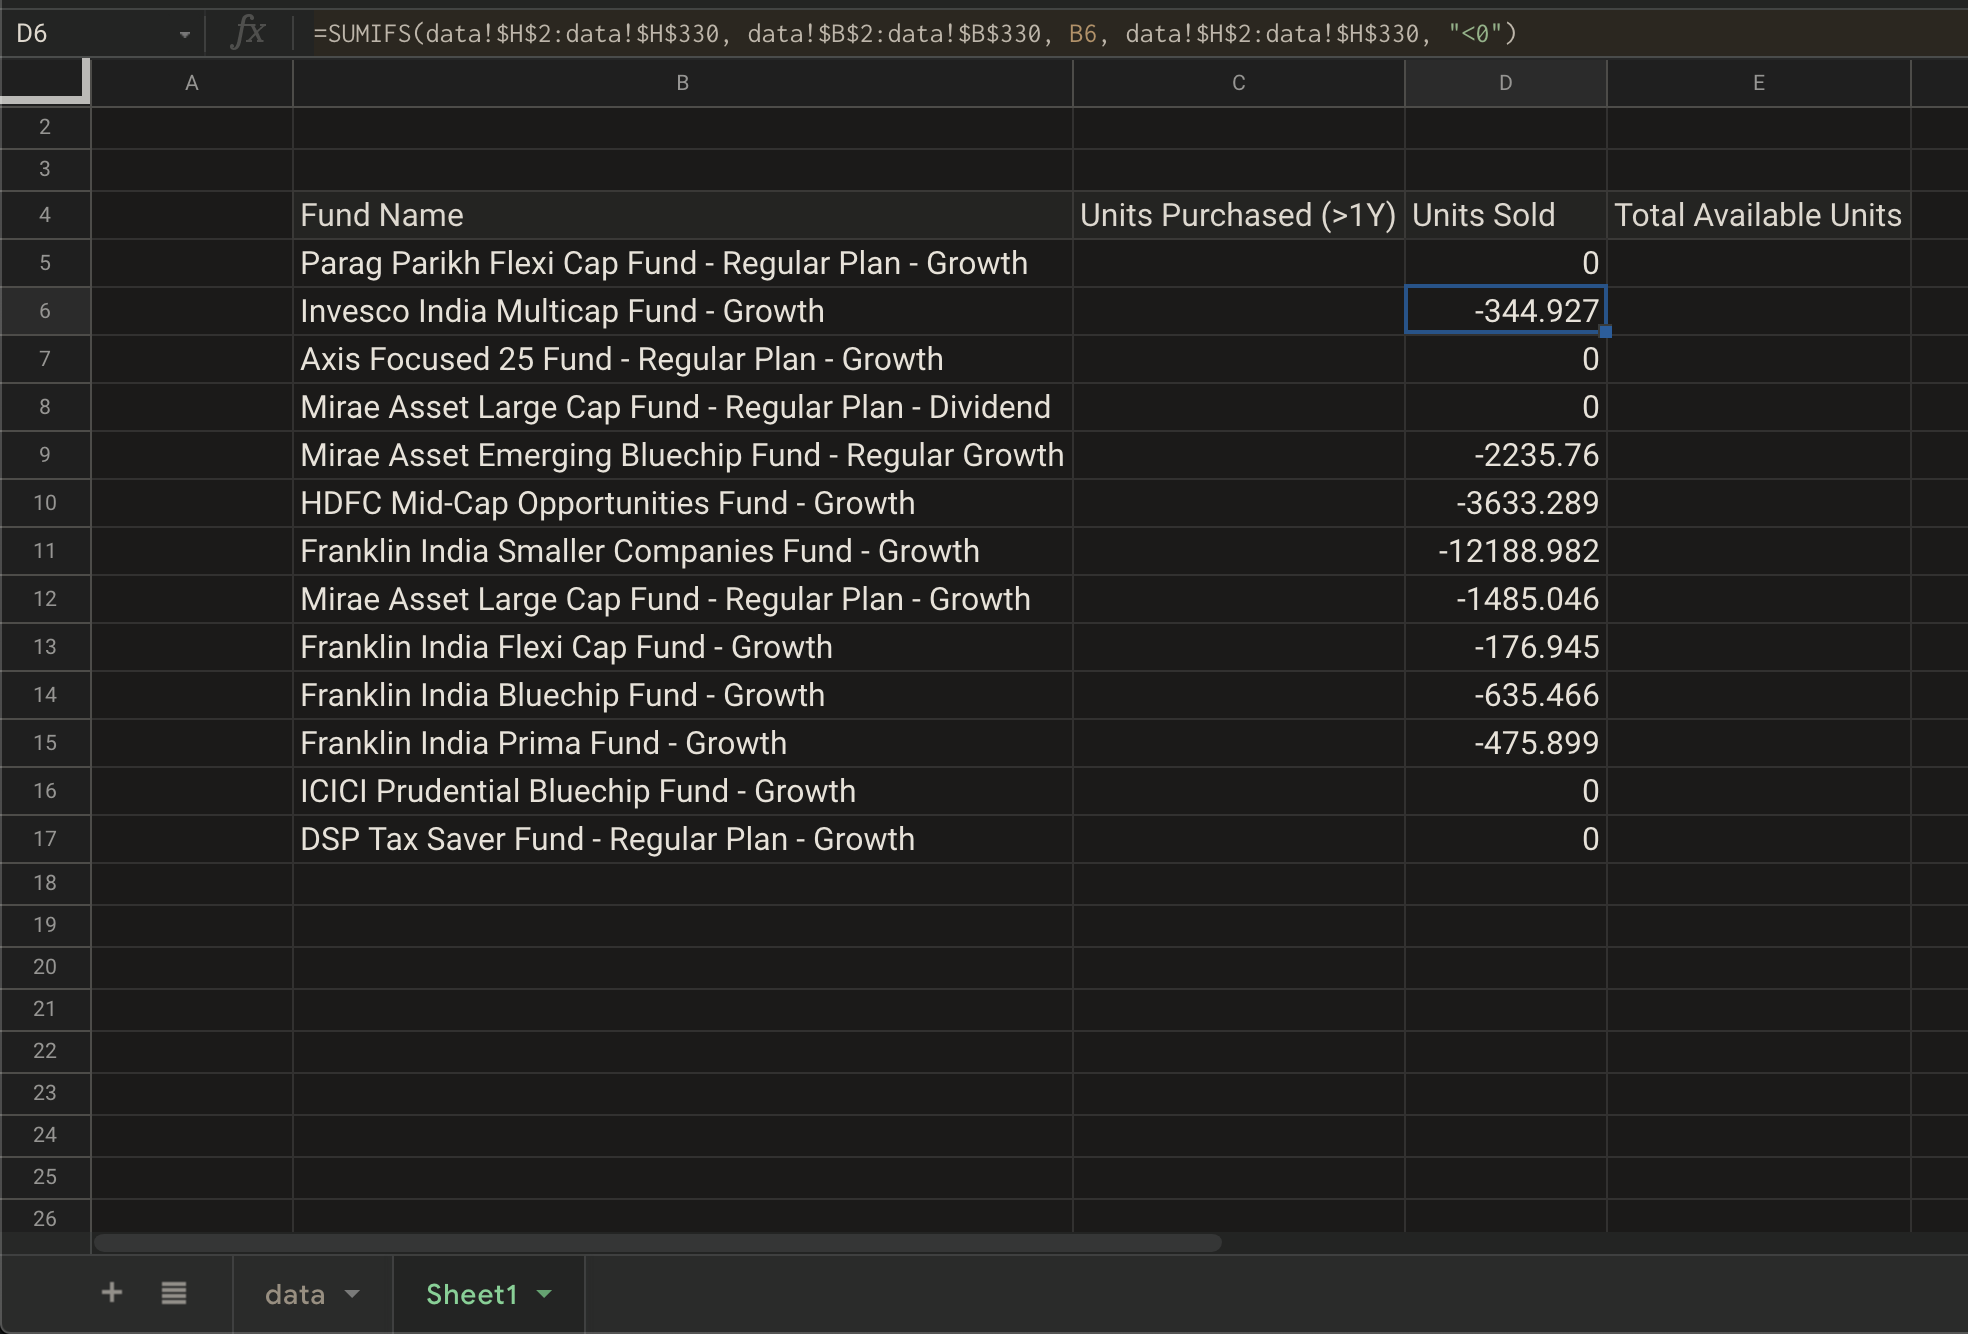 D6 fx =SUMIFS(data!$H$2:data!$H$330, data!$B$2:data!$B$330, B6, data!$H$2:data!$H$330, "<0")
A B C D E
2
3
4 Fund Name Units Purchased (>1Y) Units Sold Total Available Units
5 Parag Parikh Flexi Cap Fund - Regular Plan - Growth 0
6 Invesco India Multicap Fund - Growth -344.927
7 Axis Focused 25 Fund - Regular Plan - Growth 0
8 Mirae Asset Large Cap Fund - Regular Plan - Dividend 0
9 Mirae Asset Emerging Bluechip Fund - Regular Growth -2235.76
10 HDFC Mid-Cap Opportunities Fund - Growth -3633.289
11 Franklin India Smaller Companies Fund - Growth -12188.982
12 Mirae Asset Large Cap Fund - Regular Plan - Growth -1485.046
13 Franklin India Flexi Cap Fund - Growth -176.945
14 Franklin India Bluechip Fund - Growth -635.466
15 Franklin India Prima Fund - Growth -475.899
16 ICICI Prudential Bluechip Fund - Growth 0
17 DSP Tax Saver Fund - Regular Plan - Growth 0
18
19
20
21
22
23
24
25
26
+ data Sheet1